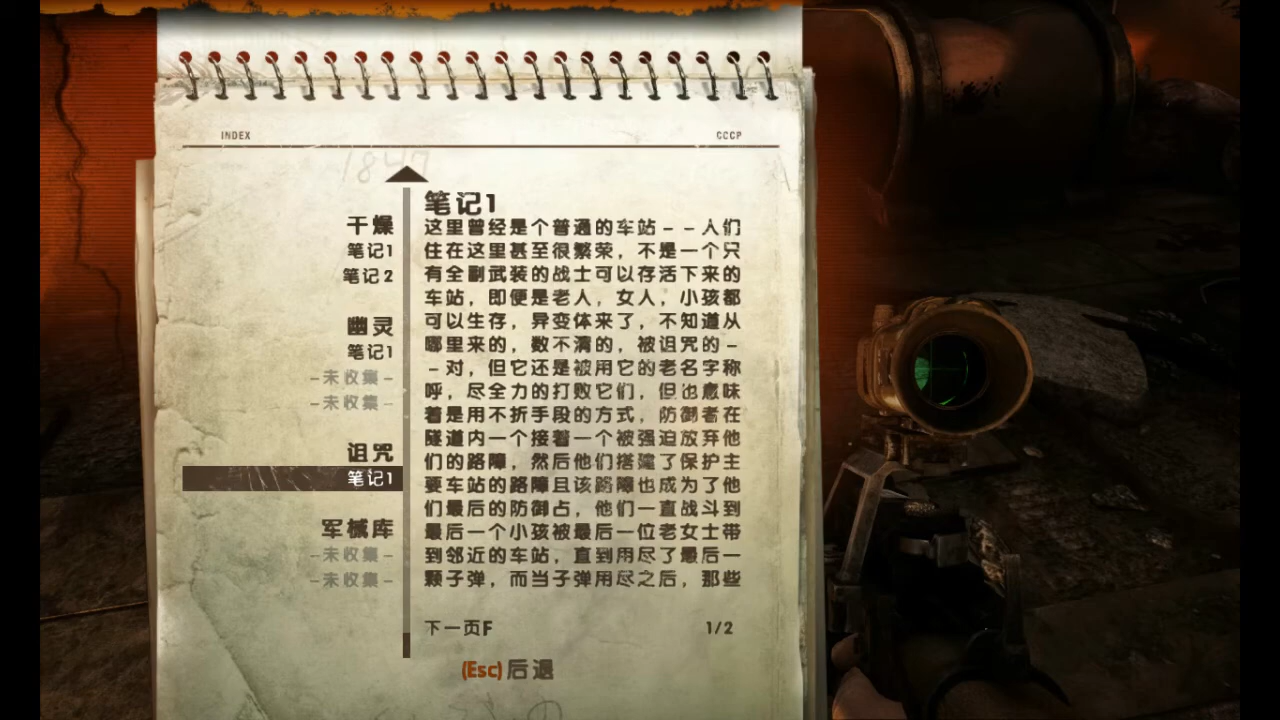 INDEX
CCCP
干燥
笔记1
笔记2
幽灵
笔记1
-未收集-
-未收集-
诅咒
笔记1
军械库
-未收集-
-未收集-
笔记1
这里曾经是个普通的车站--人们
住在这里甚至很繁荣，不是一个只
有全副武装的战士可以存活下来的
车站，即便是老人，女人，小孩都
可以生存，异变体来了，不知道从
哪里来的，数不清的，被诅咒的-
-对，但它还是被用它的老名字称
呼，尽全力的打败它们，但也意味
着是用不折手段的方式，防御者在
隧道内一个接着一个被强迫放弃他
们的路障，然后他们搭建了保护主
要车站的路障且该路障也成为了他
们最后的防御占，他们一直战斗到
最后一个小孩被最后一位老女士带
到邻近的车站，直到用尽了最后一
颗子弹，而当子弹用尽之后，那些
下一页F
1/2
(Esc)后退